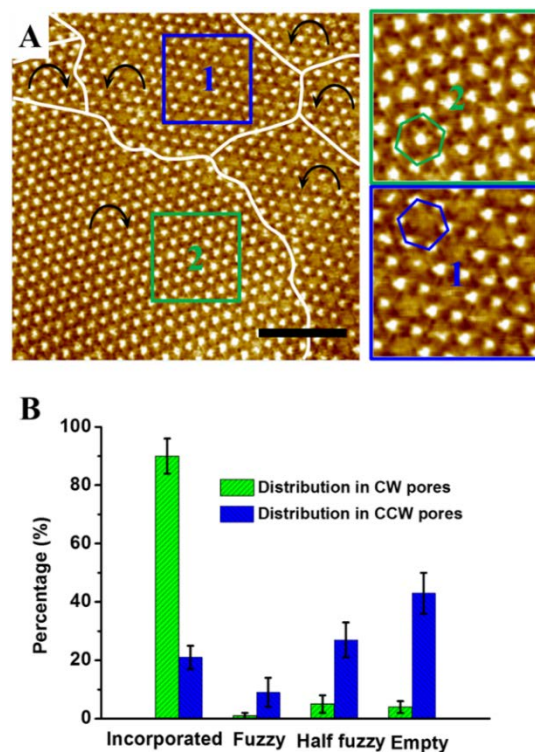 A
1
2
2
1
B
100
80
60
40
20
0
Percentage (%)
Distribution in CW pores
Distribution in CCW pores
Incorporated Fuzzy Half fuzzy Empty